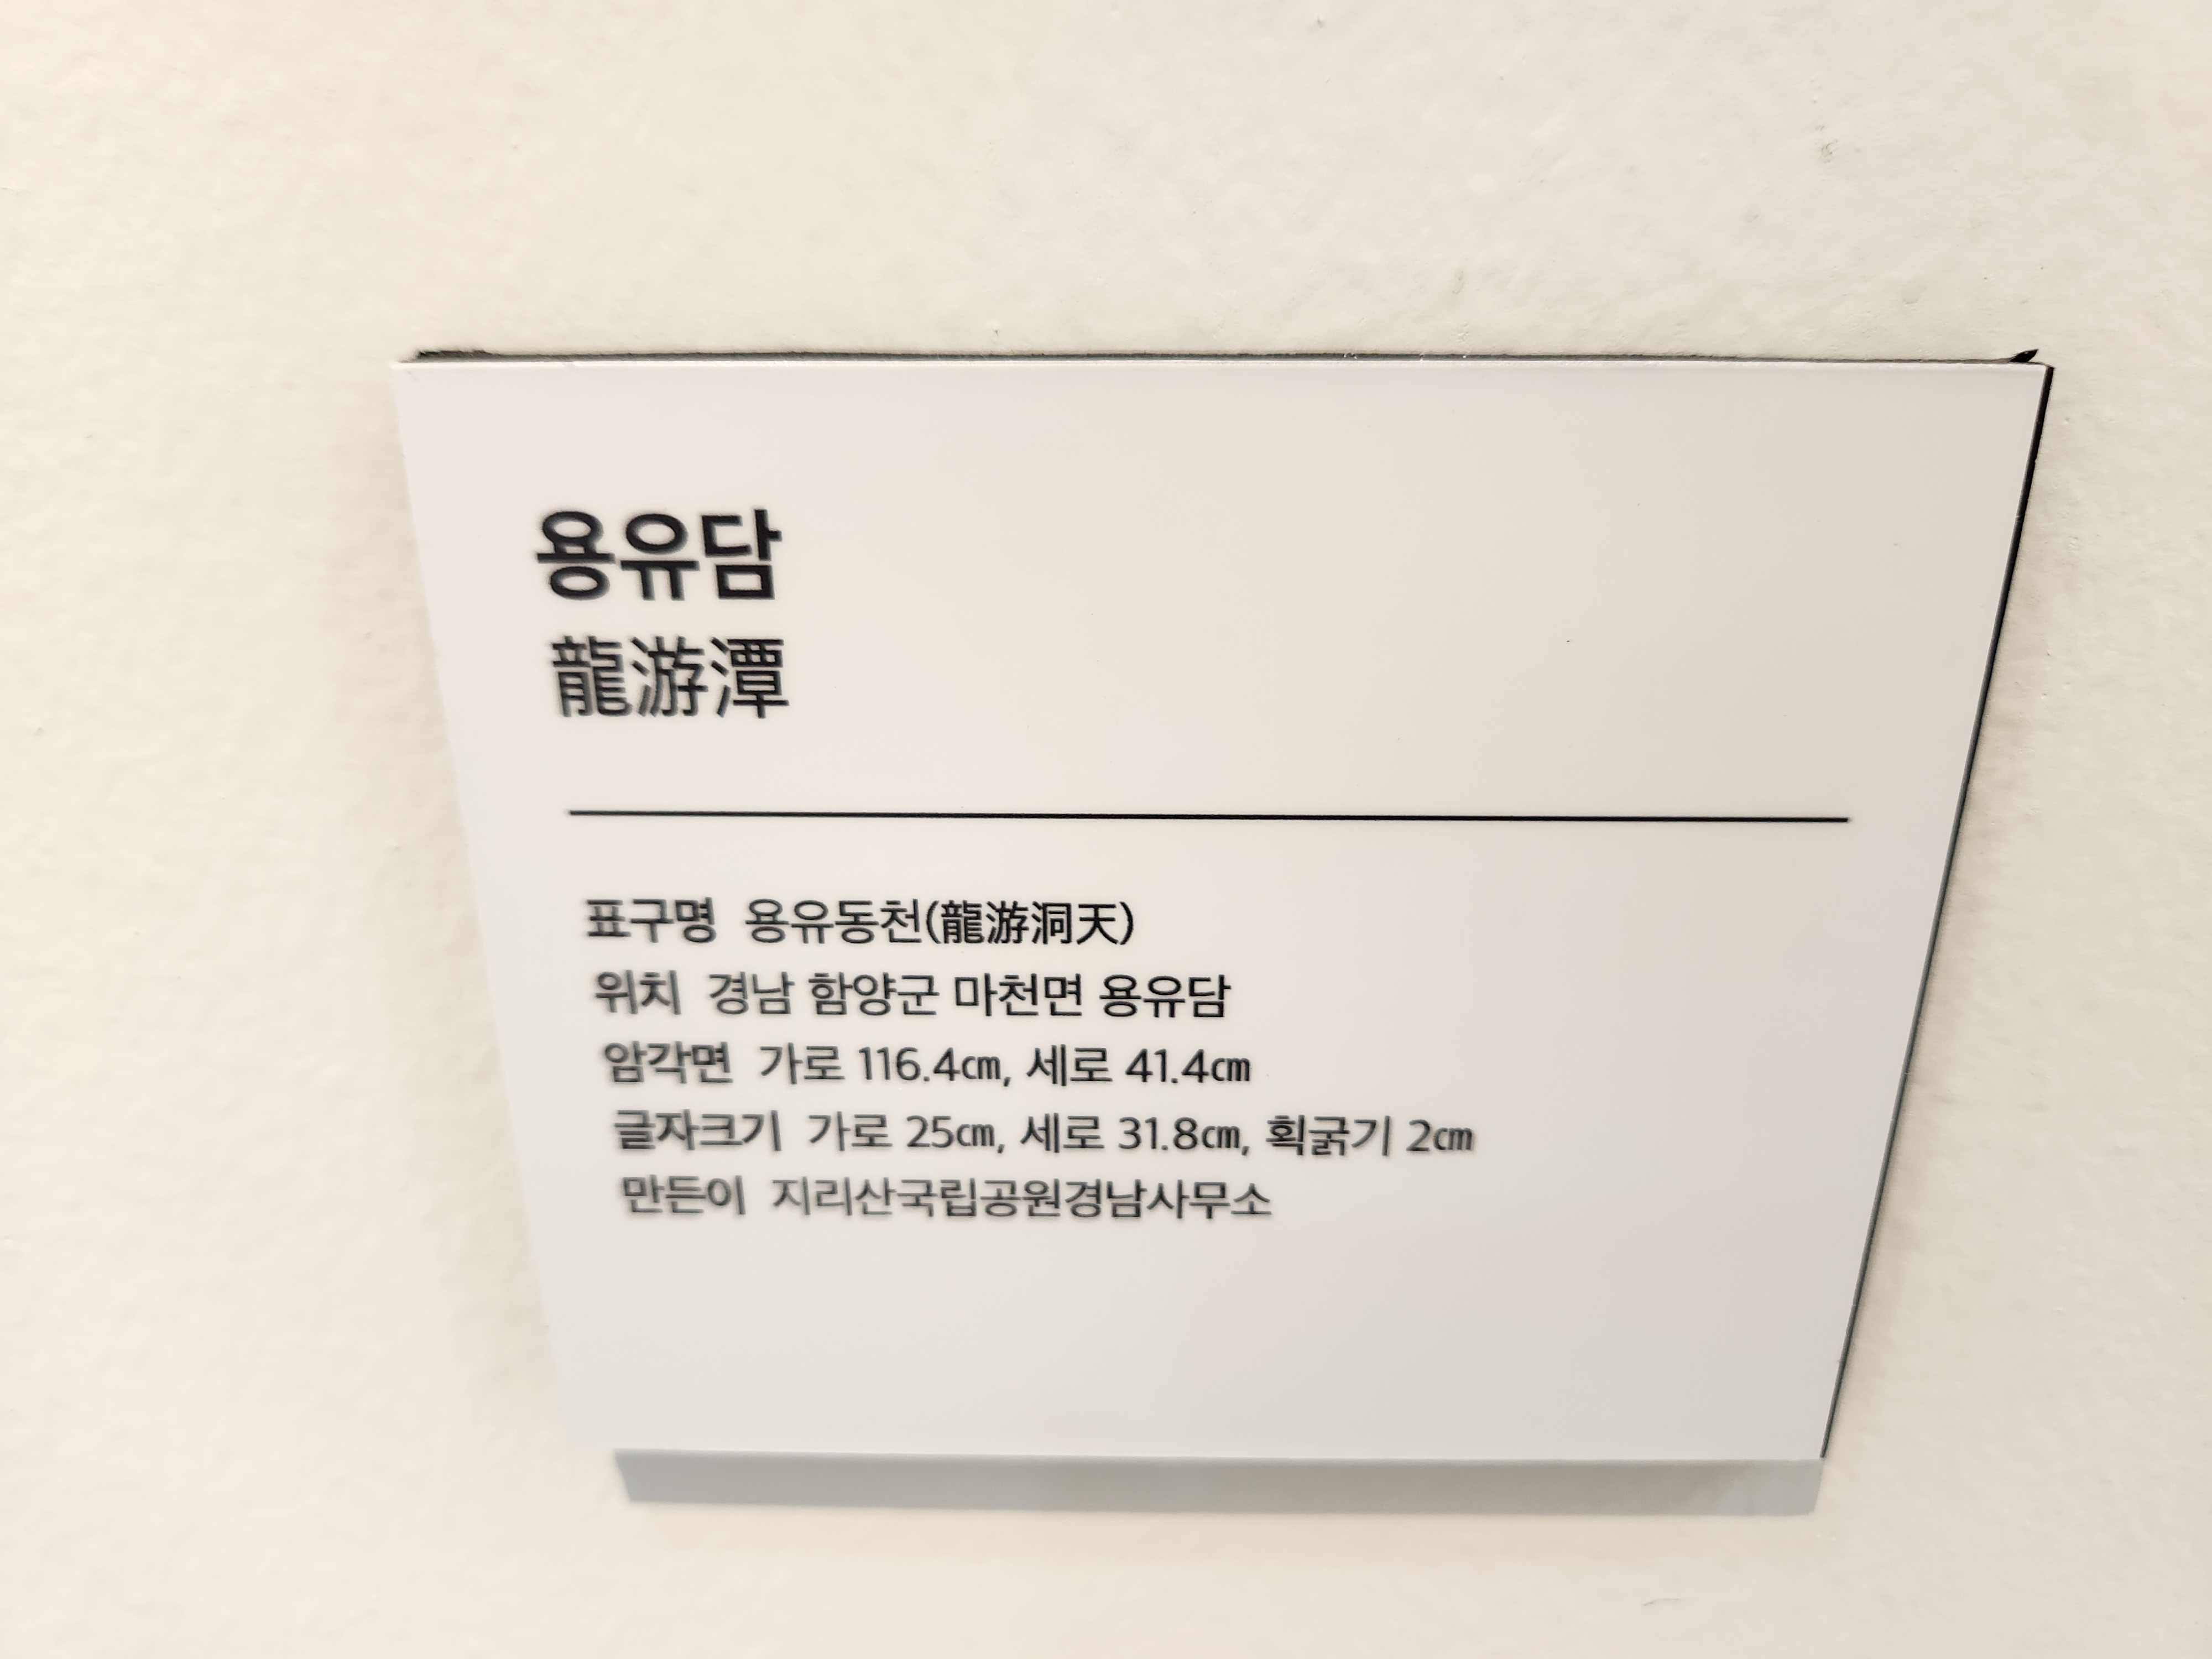 용유담
龍游潭
표구명 용유동천(龍游洞天)
위치 경남 함양군 마천면 용유담
암각면 가로 116.4㎝, 세로 41.4㎝
글자크기 가로 25㎝, 세로 31.8㎝, 획굵기 2㎝
만든이 지리산국립공원경남사무소